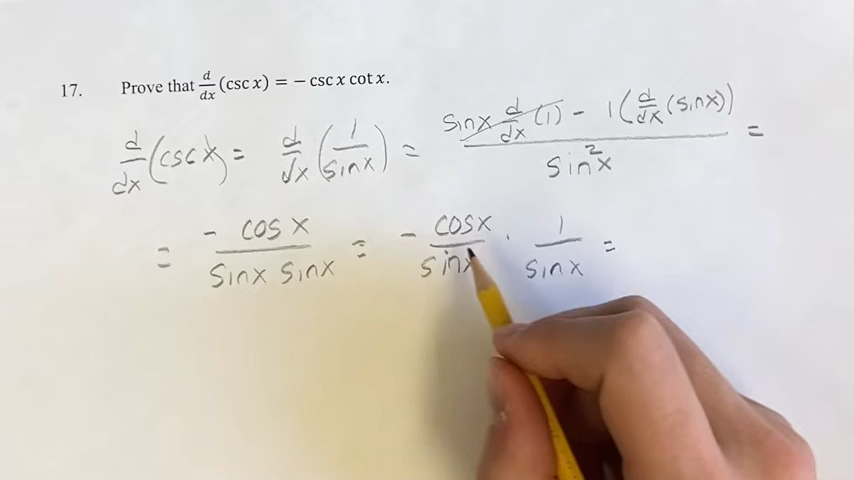 17. Prove that d/dx (csc x) = − csc x cot x.
d/dx (csc x) = d/dx (1/sin x) = (sin x d/dx (1) − 1(d/dx (sin x)))/sin²x =
= − cos x/(sin x sin x) = − cos x/sin x · 1/sin x =